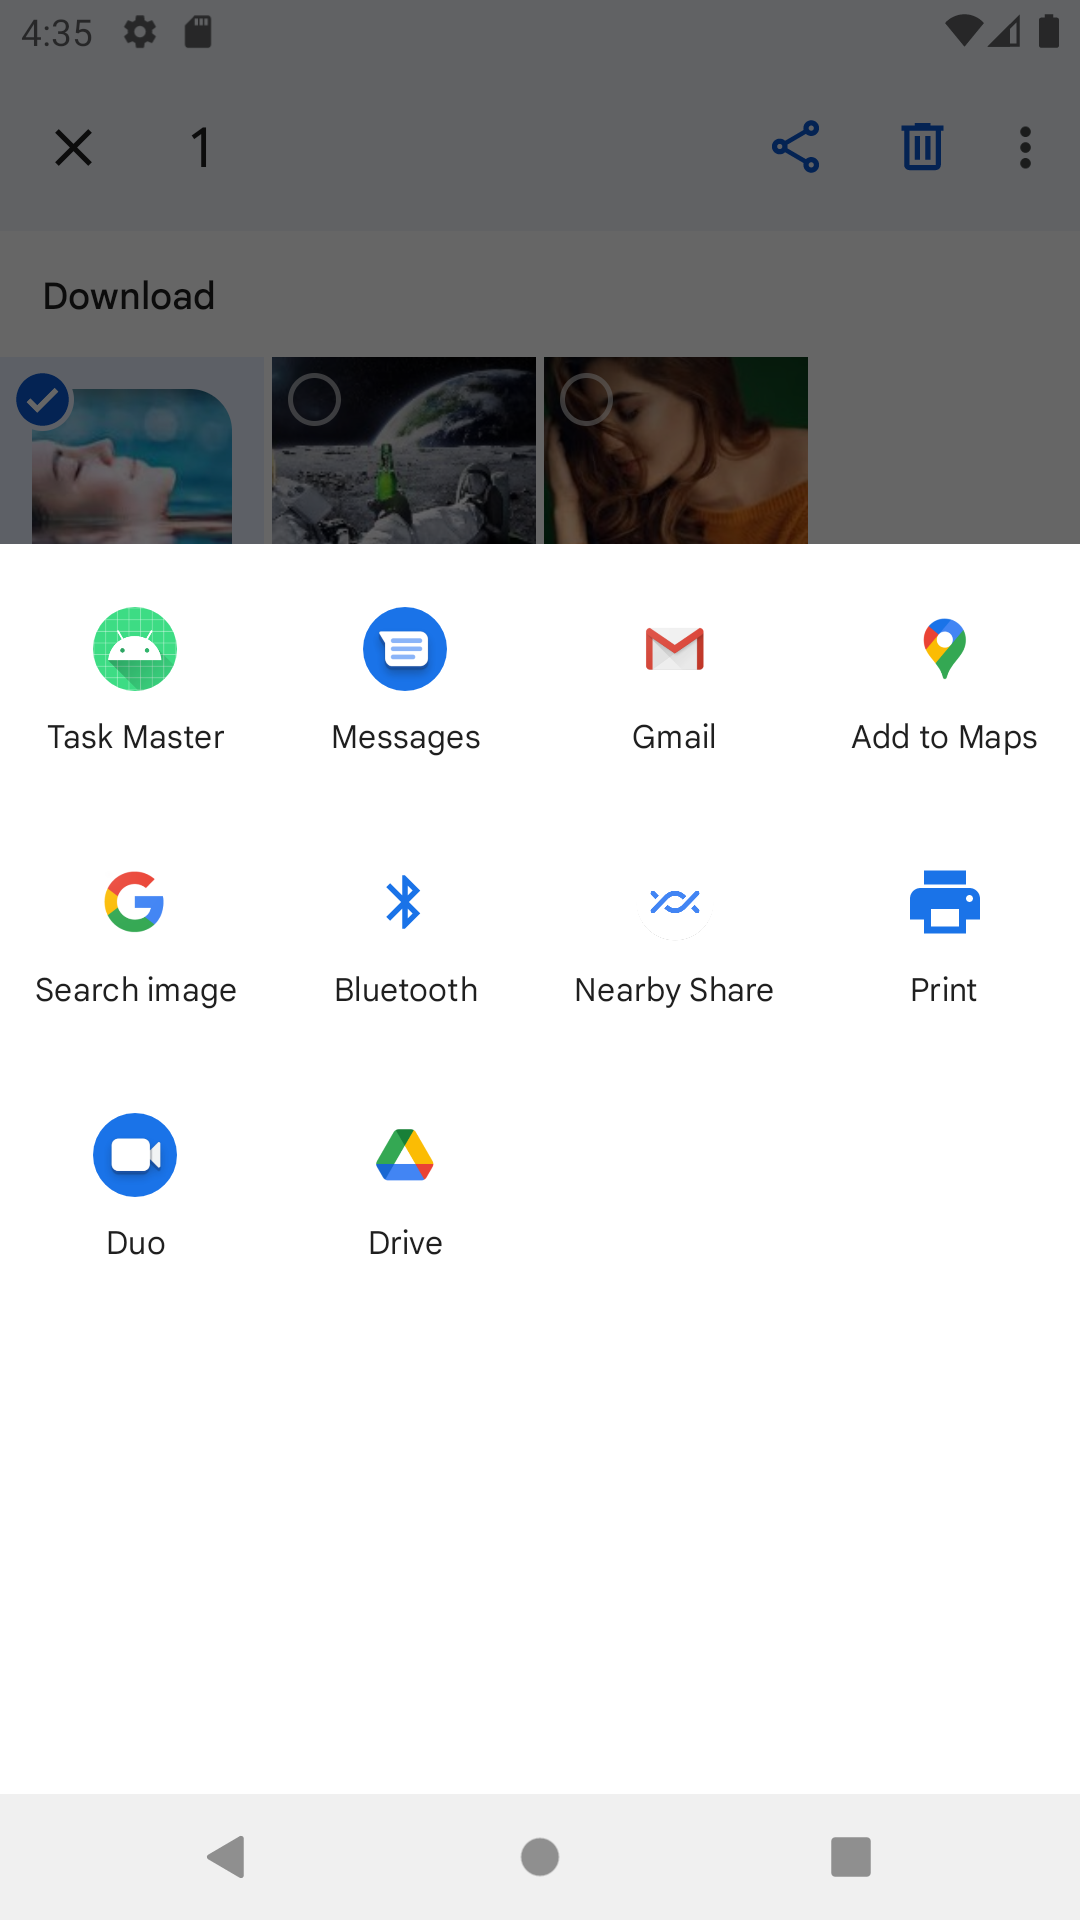 4:35
1
Download
Task Master
Messages
Gmail
Add to Maps
Search image
Bluetooth
Nearby Share
Print
Duo
Drive